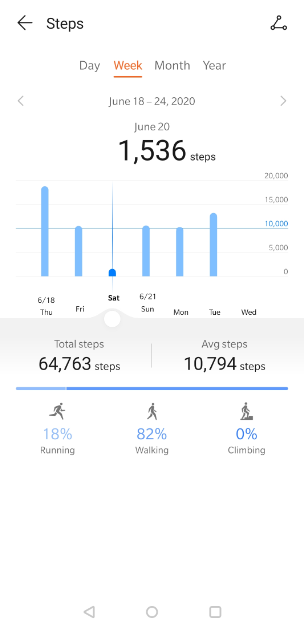 Steps
Day Week Month Year
June 18 – 24, 2020
June 20
1,536 steps
20,000
15,000
10,000
5,000
0
6/18 Sat 6/21
Thu Fri Sun Mon Tue Wed
Total steps Avg steps
64,763 steps 10,794 steps
18% 82% 0%
Running Walking Climbing